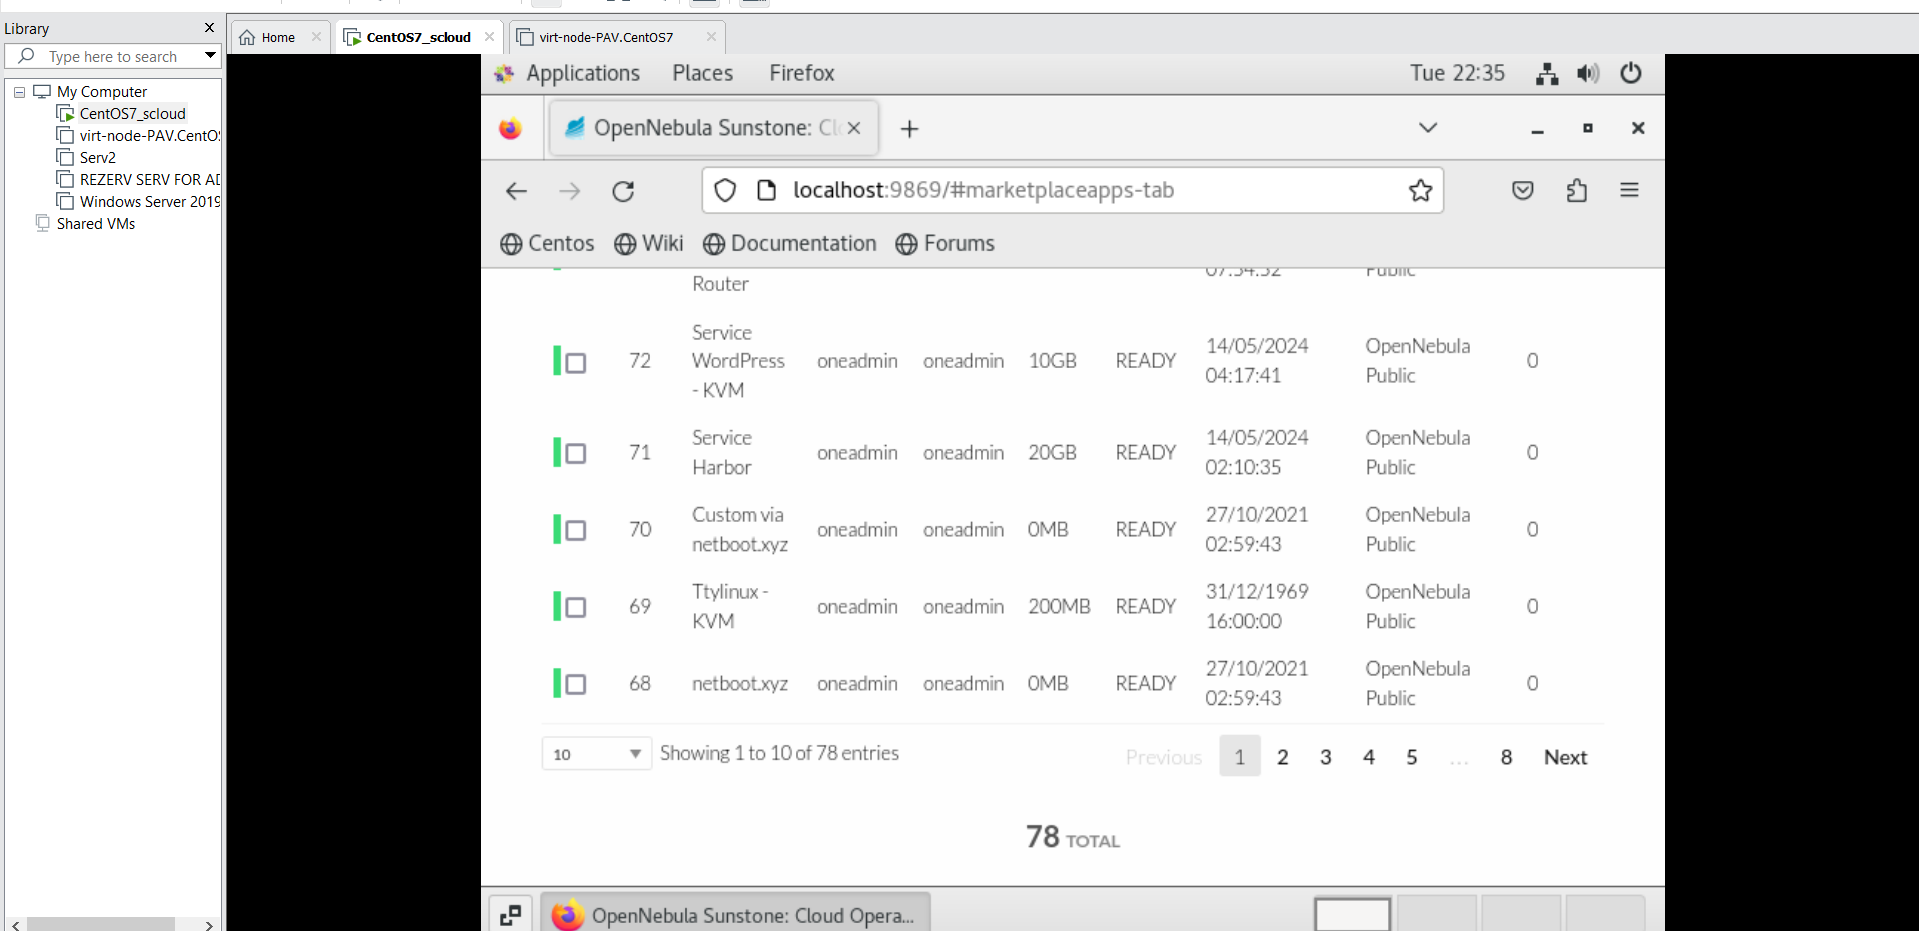 Library
Home
CentOS7_scloud
virt-node-PAV.CentOS7
Type here to search
My Computer
CentOS7_scloud
virt-node-PAV.CentO
Serv2
REZERV SERV FOR AD
Windows Server 2019
Shared VMs
Applications Places Firefox Tue 22:35
OpenNebula Sunstone: Clo
localhost:9869/#marketplaceapps-tab
Centos Wiki Documentation Forums
Router 07:54:52 Public
72 Service WordPress - KVM oneadmin oneadmin 10GB READY 14/05/2024 04:17:41 OpenNebula Public 0
71 Service Harbor oneadmin oneadmin 20GB READY 14/05/2024 02:10:35 OpenNebula Public 0
70 Custom via netboot.xyz oneadmin oneadmin 0MB READY 27/10/2021 02:59:43 OpenNebula Public 0
69 Ttylinux - KVM oneadmin oneadmin 200MB READY 31/12/1969 16:00:00 OpenNebula Public 0
68 netboot.xyz oneadmin oneadmin 0MB READY 27/10/2021 02:59:43 OpenNebula Public 0
10 Showing 1 to 10 of 78 entries Previous 1 2 3 4 5 ... 8 Next
78 TOTAL
OpenNebula Sunstone: Cloud Opera...